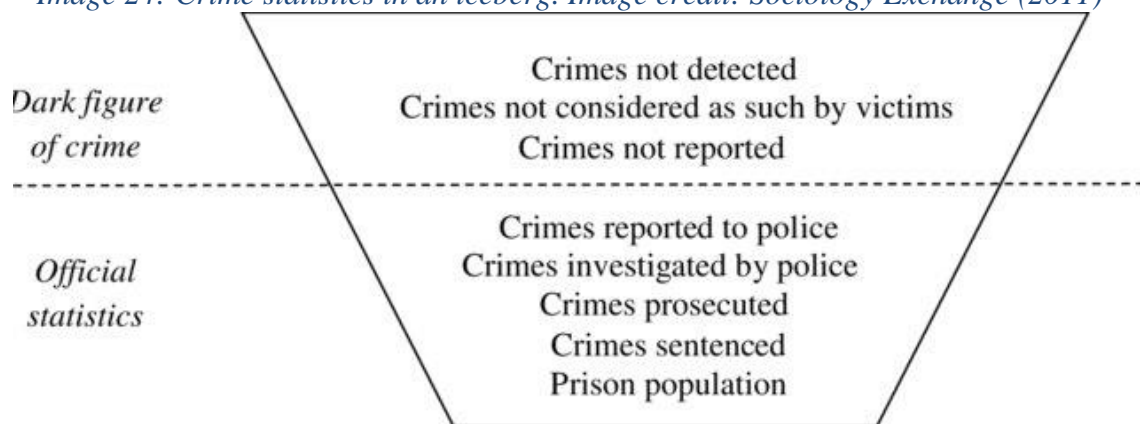 Image 24: Crime statistics in an iceberg. Image credit: Sociology Exchange (2011)
Dark figure
of crime
Crimes not detected
Crimes not considered as such by victims
Crimes not reported
Official
statistics
Crimes reported to police
Crimes investigated by police
Crimes prosecuted
Crimes sentenced
Prison population